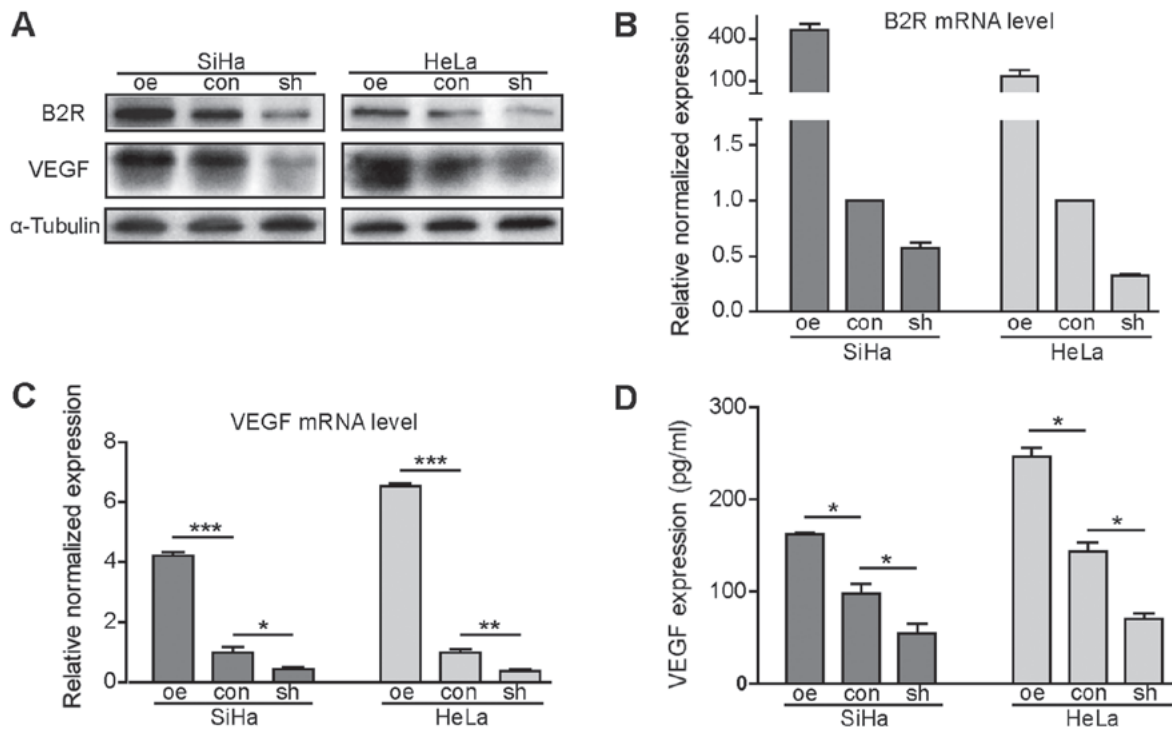 A
SiHa
HeLa
oe con sh
oe con sh
B2R
VEGF
α-Tubulin
B
B2R mRNA level
Relative normalized expression
400
100
1.5
1.0
0.5
0.0
oe con sh
oe con sh
SiHa
HeLa
C
VEGF mRNA level
Relative normalized expression
8
6
4
2
0
***
*
***
**
oe con sh
oe con sh
SiHa
HeLa
D
VEGF expression (pg/ml)
300
200
100
0
*
*
*
*
oe con sh
oe con sh
SiHa
HeLa